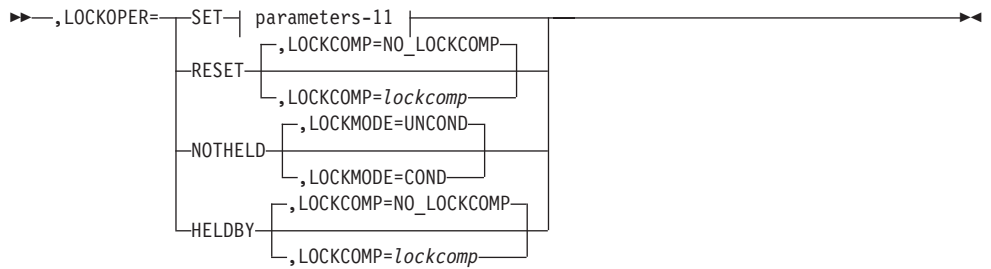 ,LOCKOPER= SET parameters-11
,LOCKCOMP=NO_LOCKCOMP
RESET
,LOCKCOMP=lockcomp
,LOCKMODE=UNCOND
NOTHELD
,LOCKMODE=COND
,LOCKCOMP=NO_LOCKCOMP
HELDBY
,LOCKCOMP=lockcomp